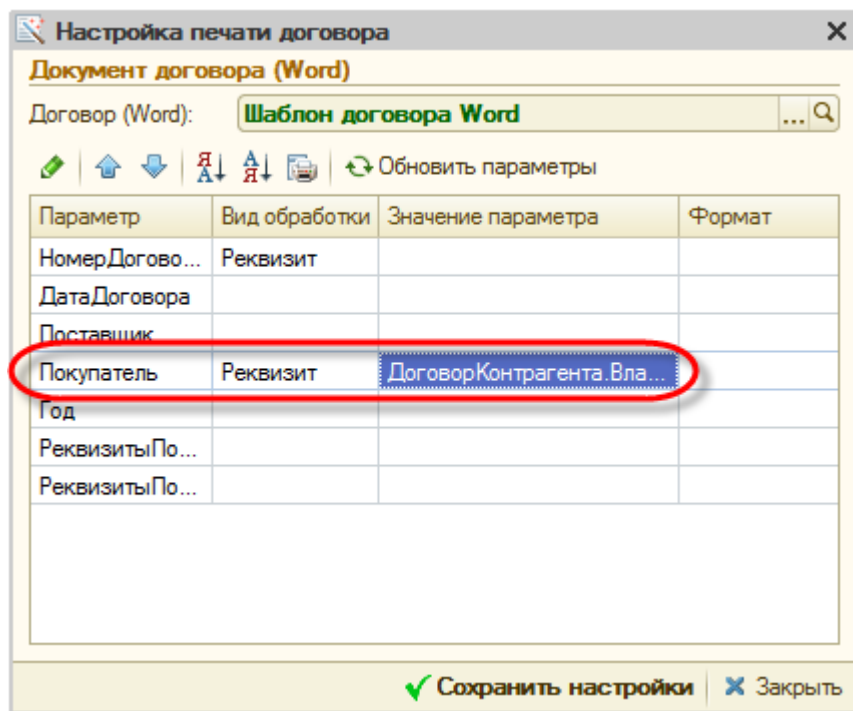 Настройка печати договора
Документ договора (Word)
Договор (Word): Шаблон договора Word ...
Обновить параметры
Параметр Вид обработки Значение параметра Формат
НомерДогово... Реквизит
ДатаДоговора
Поставщик
Покупатель Реквизит ДоговорКонтрагента.Вла...
Год
РеквизитыПо...
РеквизитыПо...
Сохранить настройки Закрыть